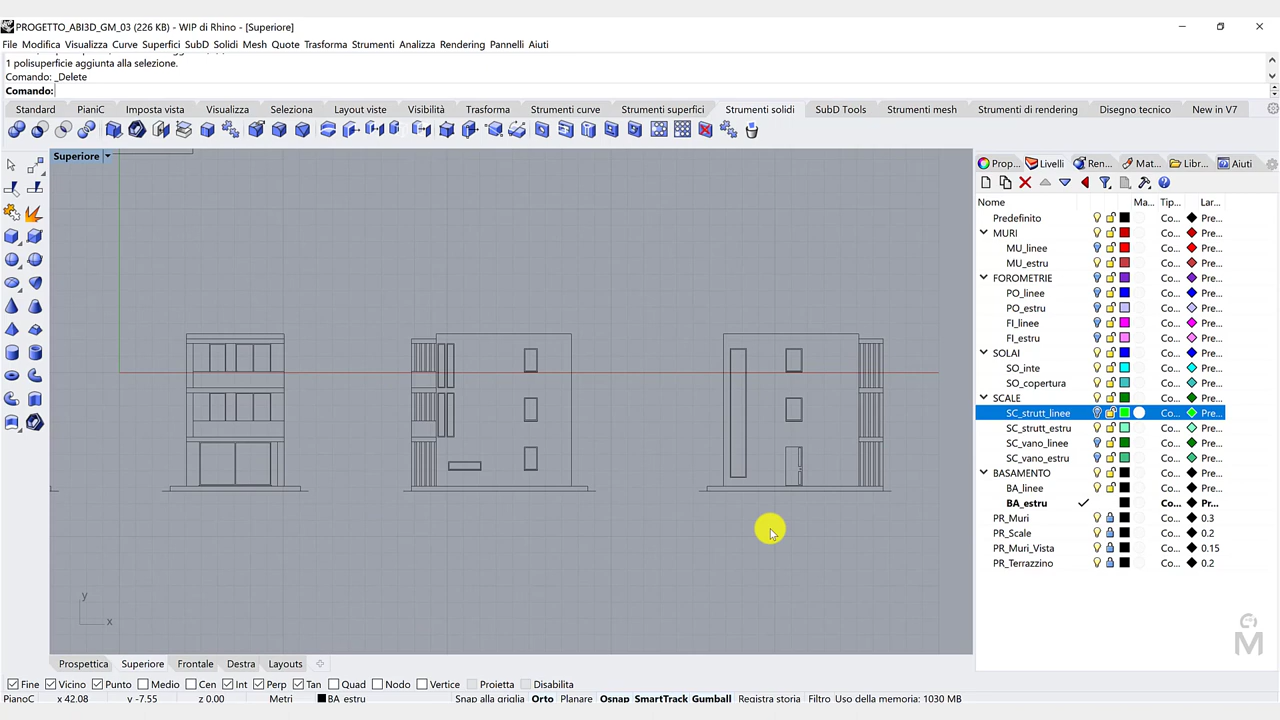 PROGETTO_ABI3D_GM_03 (226 KB) - WIP di Rhino - [Superiore]
File Modifica Visualizza Curve Superfici SubD Solidi Mesh Quote Trasforma Strumenti Analizza Rendering Pannelli Aiuti
1 polisuperficie aggiunta alla selezione.
Comando: _Delete
Comando:
Standard PianiC Imposta vista Visualizza Seleziona Layout viste Visibilità Trasforma Strumenti curve Strumenti superfici Strumenti solidi SubD Tools Strumenti mesh Strumenti di rendering Disegno tecnico New in V7
Superiore
Prop... Livelli Ren... Mat... Libr... Aiuti
Nome Ma... Tip... Lar...
Predefinito Co... Pre...
MURI Co... Pre...
MU_linee Co... Pre...
MU_estru Co... Pre...
FOROMETRIE Co... Pre...
PO_linee Co... Pre...
PO_estru Co... Pre...
FI_linee Co... Pre...
FI_estru Co... Pre...
SOLAI Co... Pre...
SO_inte Co... Pre...
SO_copertura Co... Pre...
SCALE Co... Pre...
SC_strutt_linee Co... Pre...
SC_strutt_estru Co... Pre...
SC_vano_linee Co... Pre...
SC_vano_estru Co... Pre...
BASAMENTO Co... Pre...
BA_linee Co... Pre...
BA_estru Co... Pr...
PR_Muri Co... 0.3
PR_Scale Co... 0.2
PR_Muri_Vista Co... 0.15
PR_Terrazzino Co... 0.2
y
x
M
Prospettica Superiore Frontale Destra Layouts
Fine Vicino Punto Medio Cen Int Perp Tan Quad Nodo Vertice Proietta Disabilita
PianoC x 42.08 y -7.55 z 0.00 Metri BA_estru Snap alla griglia Orto Planare Osnap SmartTrack Gumball Registra storia Filtro Uso della memoria: 1030 MB